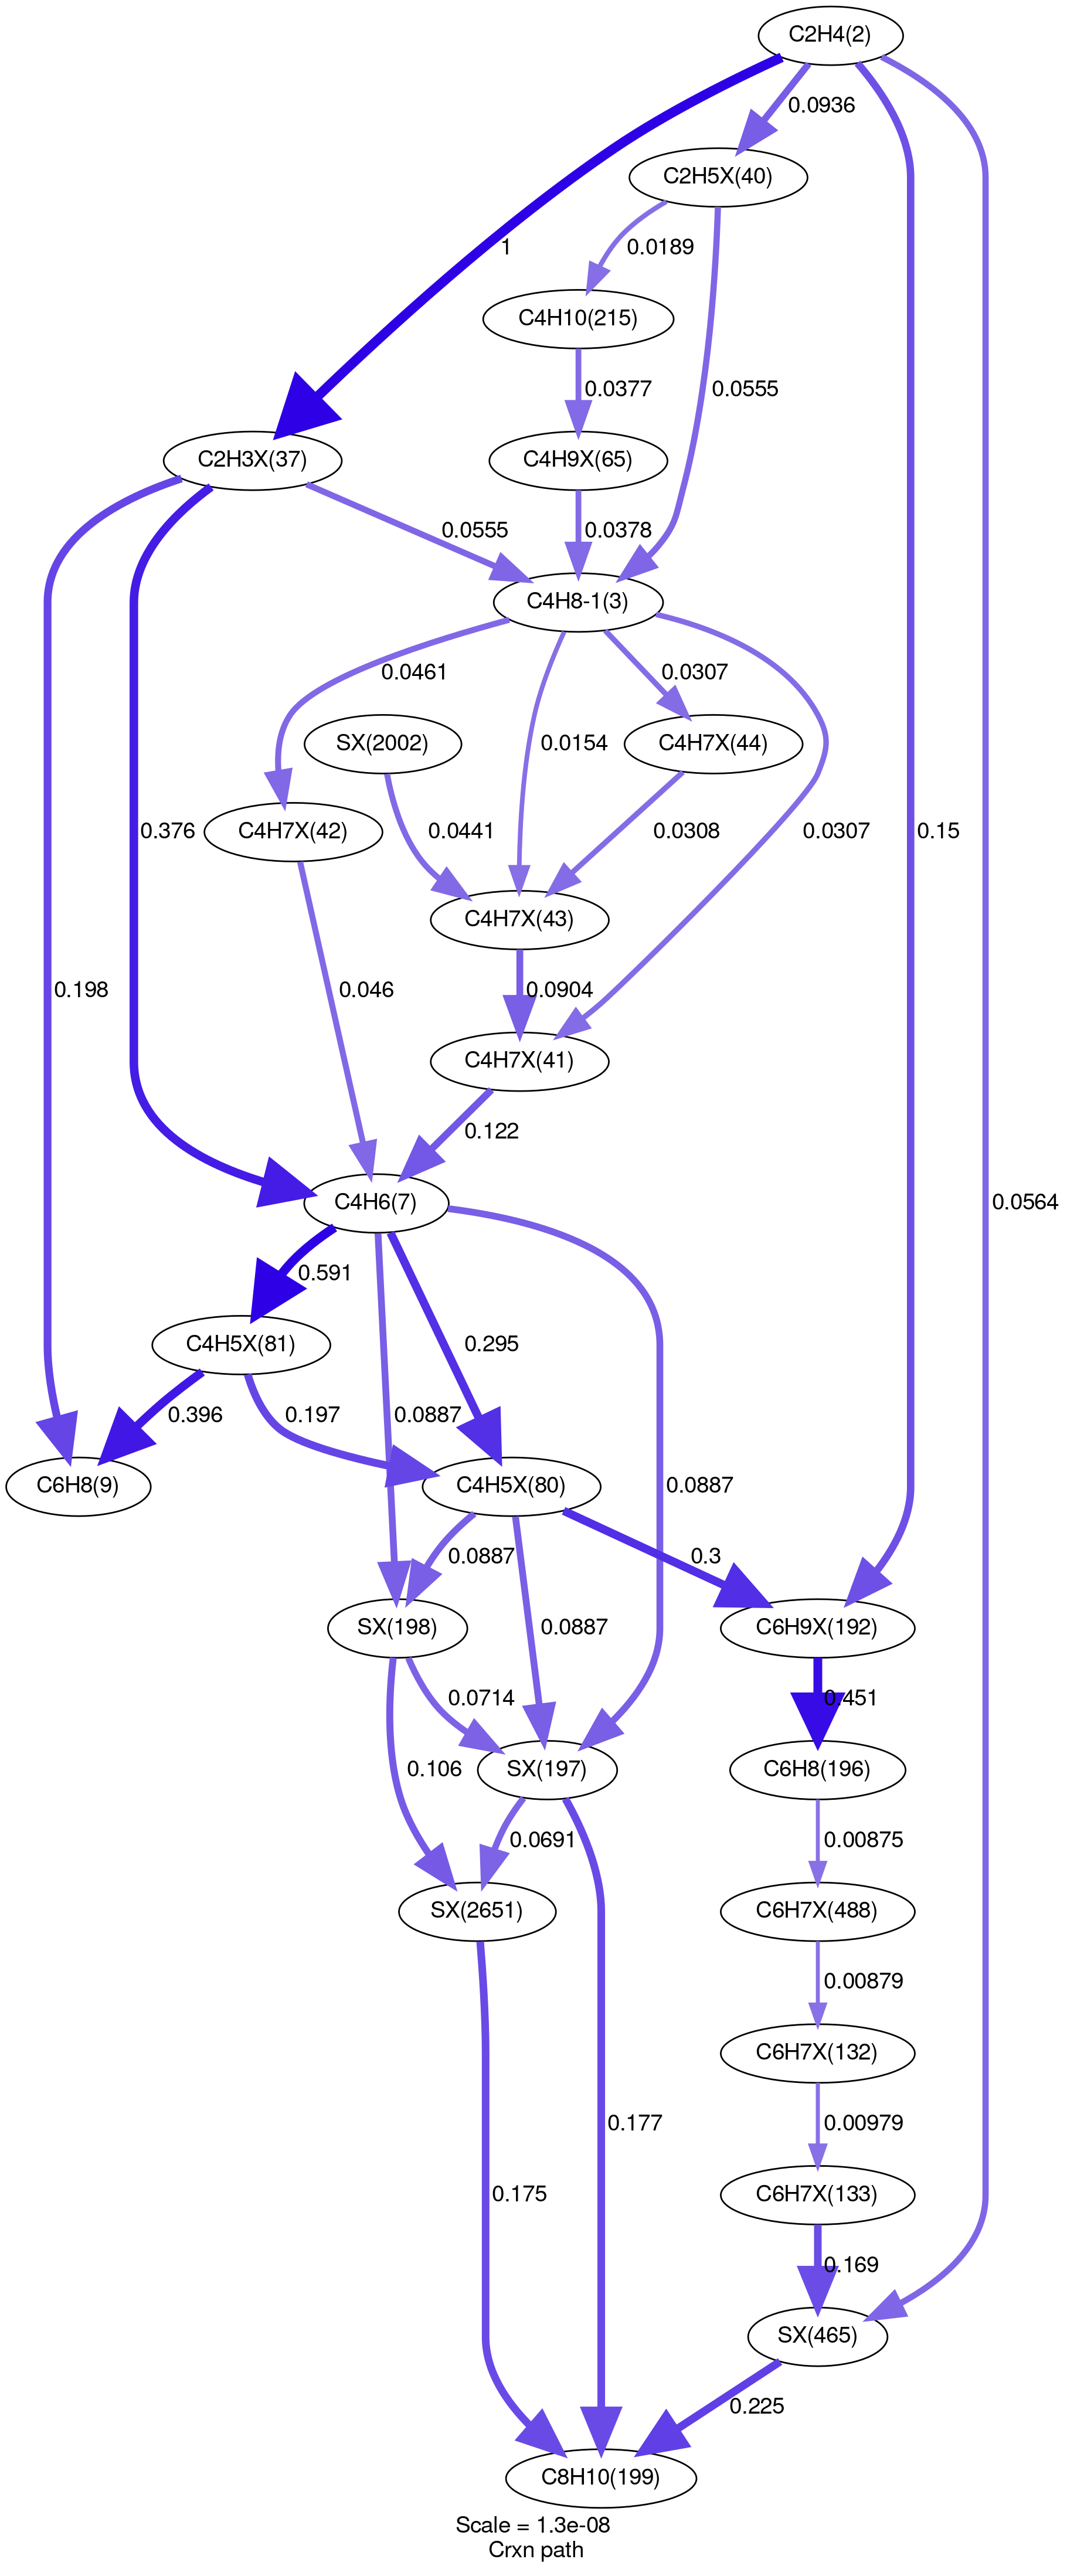 C2H4(2)
0.0936
C2H5X(40)
1
0.0189
C4H10(215)
0.0377
0.0555
C2H3X(37)
C4H9X(65)
0.0555
0.0378
C4H8-1(3)
0.0461
0.0307
SX(2002)
0.0154
C4H7X(44)
C4H7X(42)
0.376
0.0441
0.0308
0.0307
0.15
C4H7X(43)
0.198
0.046
0.0904
C4H7X(41)
0.122
0.0564
C4H6(7)
0.591
C4H5X(81)
0.295
0.396
0.197
0.0887
C6H8(9)
C4H5X(80)
0.0887
0.0887
0.0887
0.3
SX(198)
C6H9X(192)
0.0714
0.451
0.106
SX(197)
C6H8(196)
0.0691
0.00875
SX(2651)
C6H7X(488)
0.00879
C6H7X(132)
0.175
0.177
0.00979
C6H7X(133)
0.169
SX(465)
0.225
C8H10(199)
Scale = 1.3e-08
Crxn path